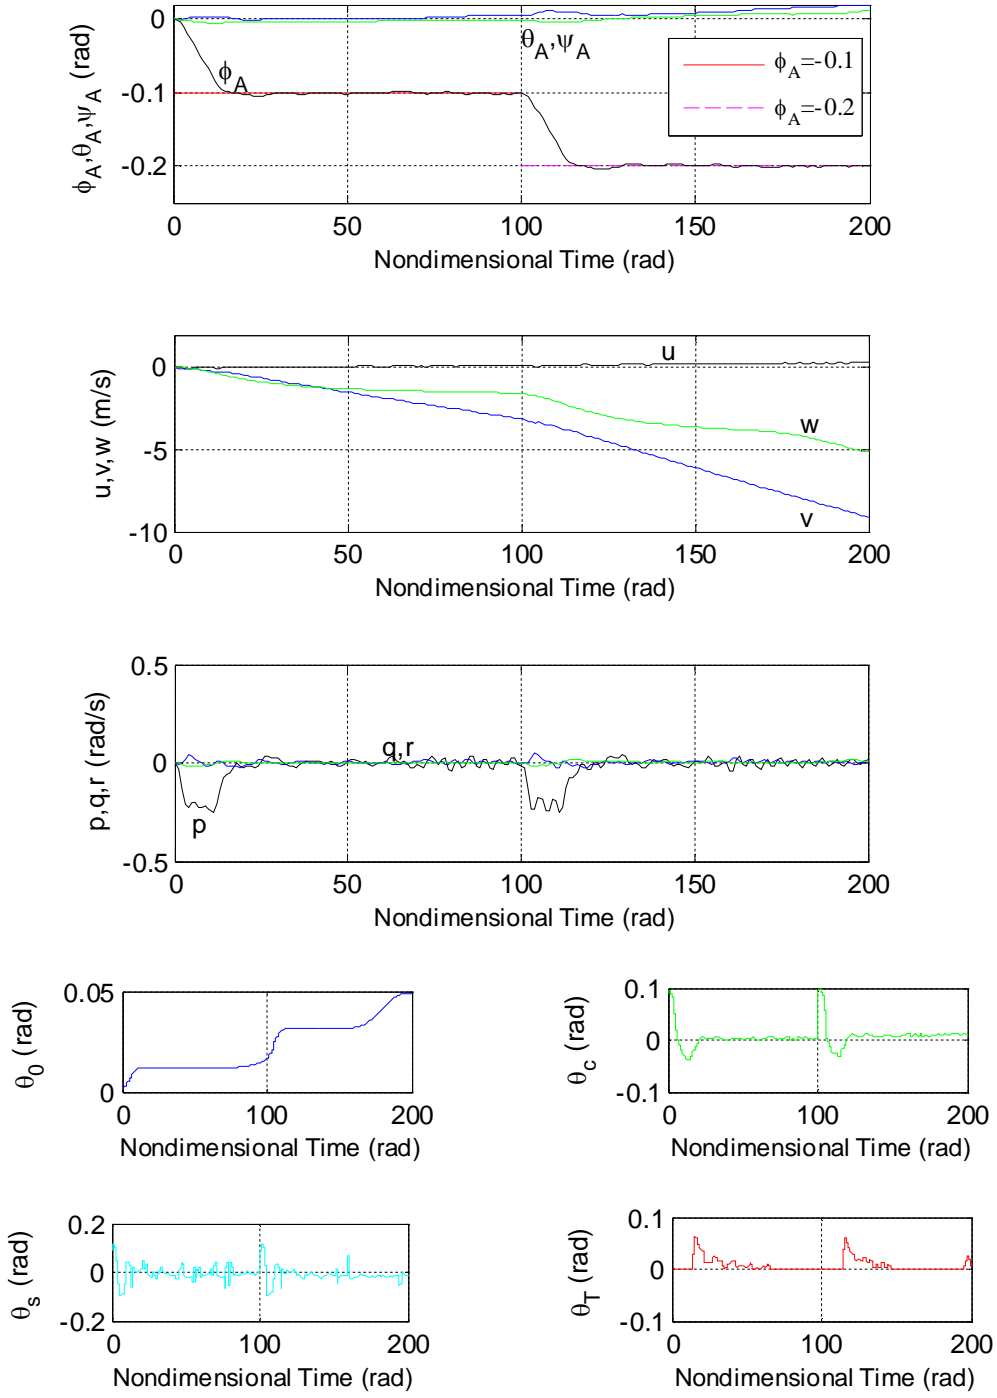 0
-0.1
-0.2
ϕA,θA,ψA (rad)
ϕA
θA,ψA
ϕA=-0.1
ϕA=-0.2
0 50 100 150 200
Nondimensional Time (rad)
0
-5
-10
u,v,w (m/s)
u
w
v
0 50 100 150 200
Nondimensional Time (rad)
0.5
0
-0.5
p,q,r (rad/s)
q,r
p
0 50 100 150 200
Nondimensional Time (rad)
0.05
0
θ0 (rad)
0 100 200
Nondimensional Time (rad)
0.1
0
-0.1
θc (rad)
0 100 200
Nondimensional Time (rad)
0.2
0
-0.2
θs (rad)
0 100 200
Nondimensional Time (rad)
0.1
0
-0.1
θT (rad)
0 100 200
Nondimensional Time (rad)